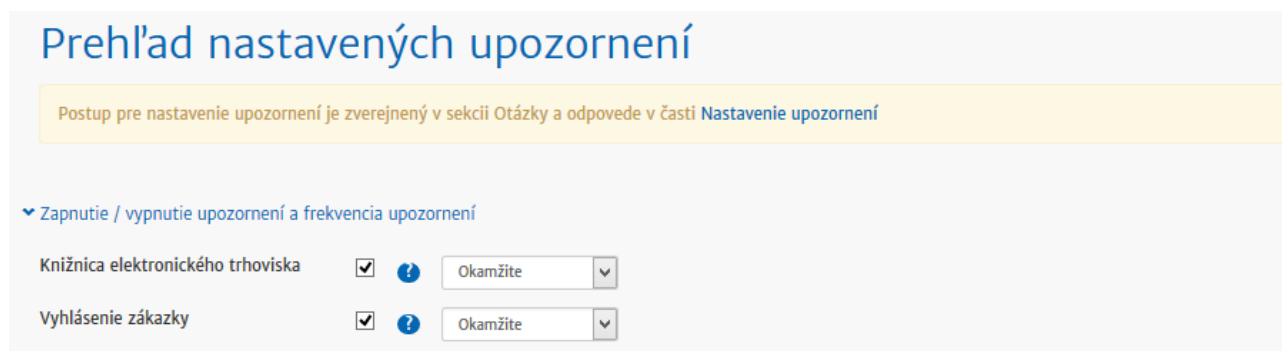 Prehľad nastavených upozornení
Postup pre nastavenie upozornení je zverejnený v sekcii Otázky a odpovede v časti Nastavenie upozornení
Zapnutie / vypnutie upozornení a frekvencia upozornení
Knižnica elektronického trhoviska ? Okamžite
Vyhlásenie zákazky ? Okamžite